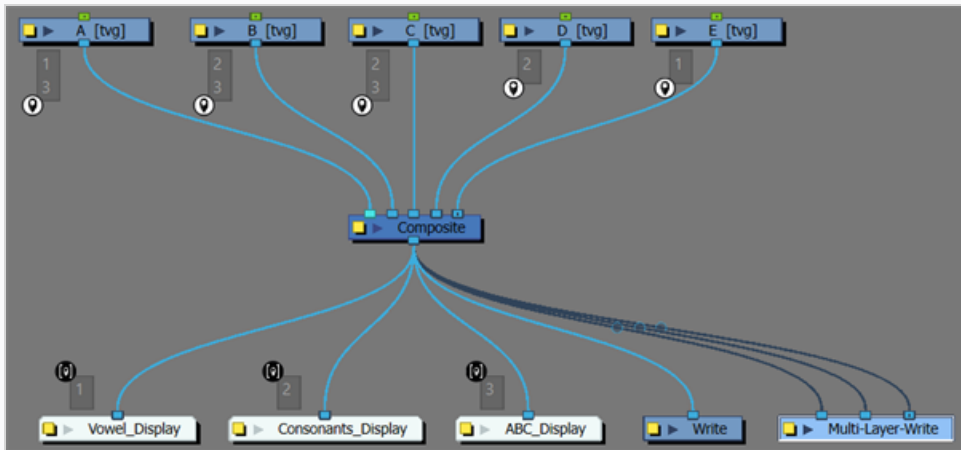 A [tvg] B [tvg] C [tvg] D [tvg] E [tvg]
1 2 2 2 1
3 3 3
Composite
1 2 3
Vowel_Display Consonants_Display ABC_Display Write Multi-Layer-Write